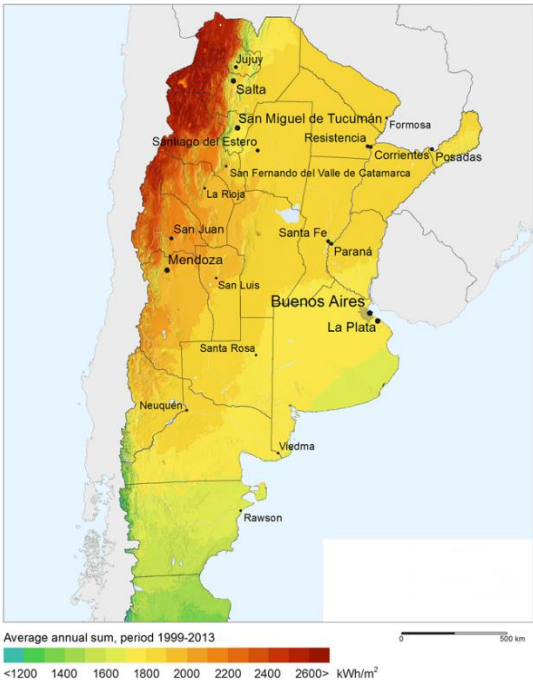 Jujuy
Salta
San Miguel de Tucumán
Formosa
Resistencia
Santiago del Estero
Corrientes
Posadas
San Fernando del Valle de Catamarca
La Rioja
San Juan
Santa Fe
Paraná
Mendoza
San Luis
Buenos Aires
La Plata
Santa Rosa
Neuquén
Viedma
Rawson
Average annual sum, period 1999-2013
0 500 km
<1200 1400 1600 1800 2000 2200 2400 2600> kWh/m²